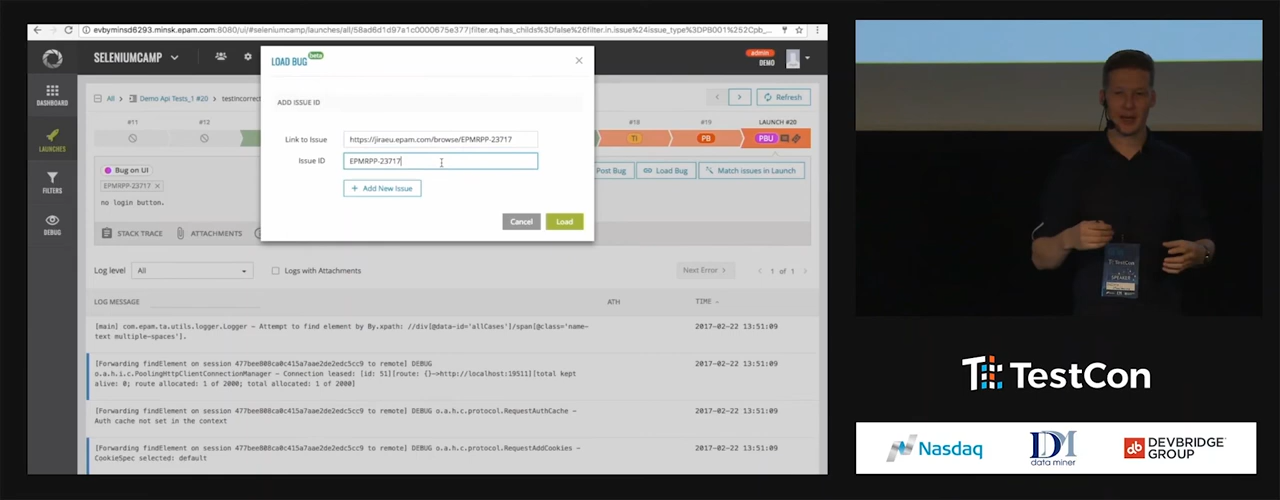 evbyminsd6293.minsk.epam.com:8080/ui/#seleniumcamp/launches/all/58ad6d1d97a1c0000675e377|filter.eq.has_childs%3Dfalse%26filter.in.issue%24issue_type%3DPB001%252Cpb_
SELENIUMCAMP
admin
DEMO
LOAD BUG beta
ADD ISSUE ID
Link to Issue https://jiraeu.epam.com/browse/EPMRPP-23717
Issue ID EPMRPP-23717
+ Add New Issue
Cancel Load
DASHBOARD
LAUNCHES
FILTERS
DEBUG
All Demo Api Tests_1 #20 testIncorrect
Refresh
#11 #12 #18 #19 LAUNCH #20
TI PB PBU
Bug on UI
EPMRPP-23717 ×
no login button.
Post Bug Load Bug Match issues in Launch
STACK TRACE ATTACHMENTS
Log level All Logs with Attachments Next Error 1 of 1
LOG MESSAGE ATH TIME
[main] com.epam.ta.utils.logger.Logger - Attempt to find element by By.xpath: //div[@data-id='allCases']/span[@class='name-
text multiple-spaces'].
2017-02-22 13:51:09
[Forwarding findElement on session 477bee808ca0c415a7aae2de2edc5cc9 to remote] DEBUG
o.a.h.i.c.PoolingHttpClientConnectionManager - Connection leased: [id: 51][route: {}->http://localhost:19511][total kept
alive: 0; route allocated: 1 of 2000; total allocated: 1 of 2000]
2017-02-22 13:51:09
[Forwarding findElement on session 477bee808ca0c415a7aae2de2edc5cc9 to remote] DEBUG o.a.h.c.protocol.RequestAuthCache -
Auth cache not set in the context
2017-02-22 13:51:09
[Forwarding findElement on session 477bee808ca0c415a7aae2de2edc5cc9 to remote] DEBUG o.a.h.c.protocol.RequestAddCookies -
CookieSpec selected: default
2017-02-22 13:51:09
TestCon
SPEAKER
TestCon
Nasdaq
DM
data miner
db DEVBRIDGE
GROUP